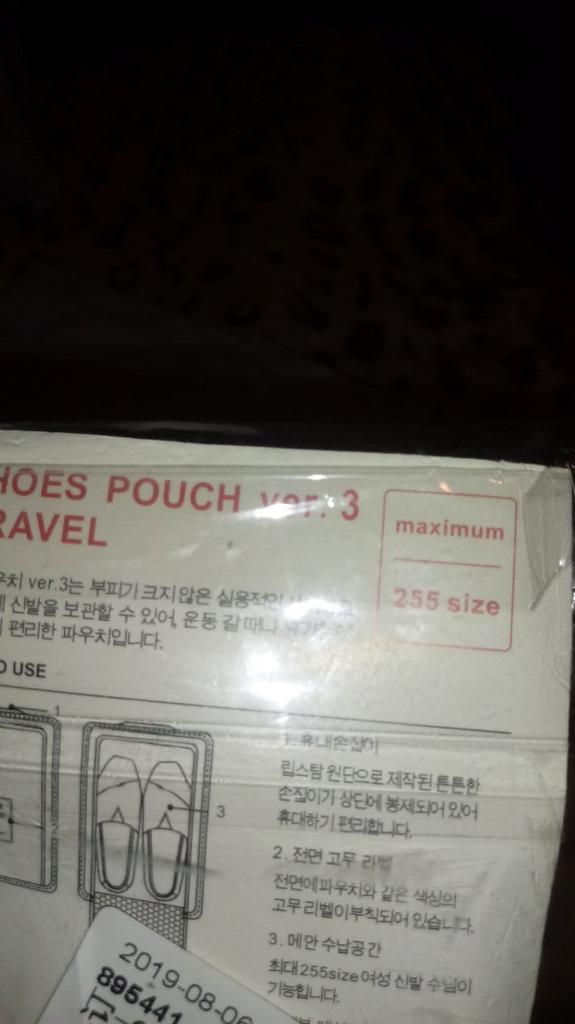 HOES POUCH ver. 3
RAVEL
maximum
255 size
우치 ver.3는 부피가 크지않은 실용적인
신발을 보관할 수 있어, 운동 갈 때나
편리한 파우치입니다.
O USE
1
2
3
1. 휴대손잡이
립스탑 원단으로 제작된 튼튼한
손잡이가 상단에 봉제되어 있어
휴대하기 편리합니다.
2. 전면 고무 라벨
전면에 파우치와 같은 색상의
고무 라벨이 부착되어 있습니다.
3. 메인 수납공간
최대 255size 여성 신발 수납이
가능합니다.
2019-08-06
895441